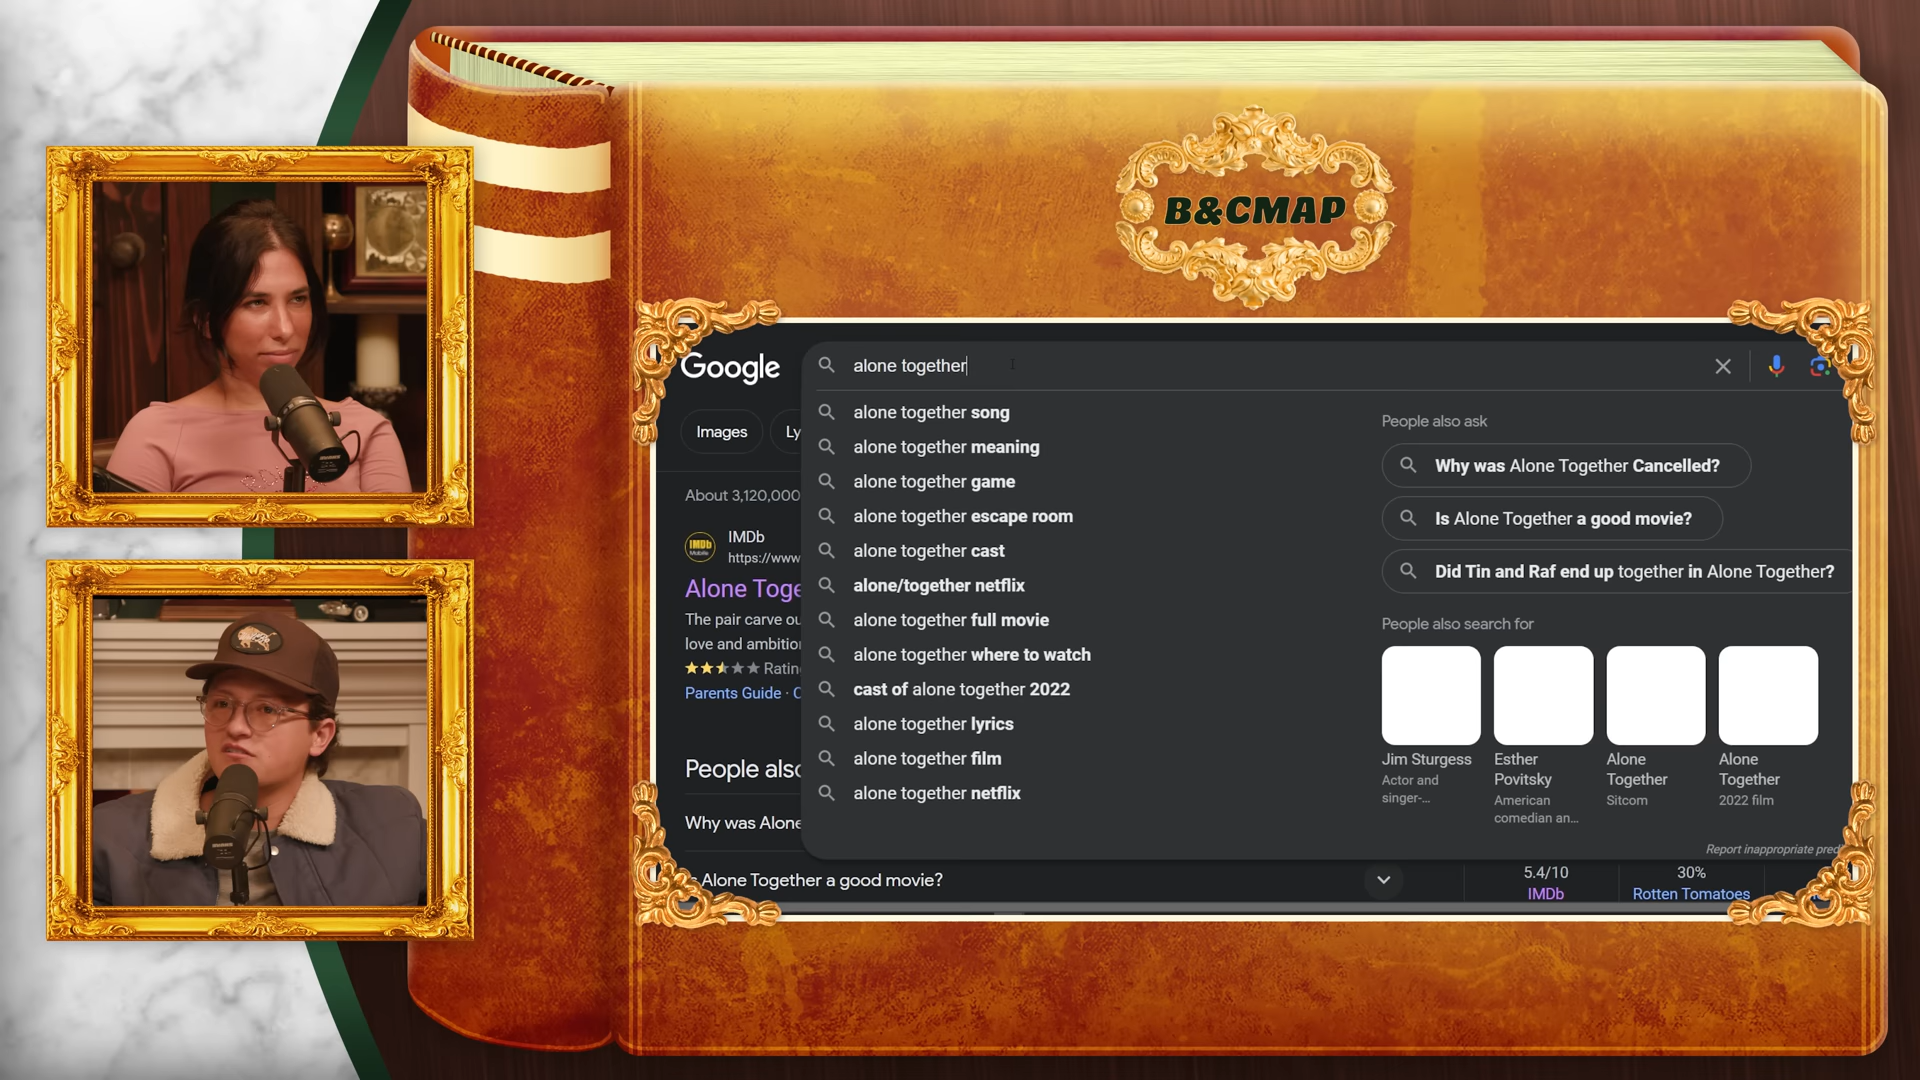 B&CMAP
Google
alone together
Images
Ly
About 3,120,000
IMDb
https://www
Alone Toge
The pair carve ou
love and ambition
Ratin
Parents Guide · C
People also
Why was Alone
Alone Together a good movie?
alone together song
alone together meaning
alone together game
alone together escape room
alone together cast
alone/together netflix
alone together full movie
alone together where to watch
cast of alone together 2022
alone together lyrics
alone together film
alone together netflix
People also ask
Why was Alone Together Cancelled?
Is Alone Together a good movie?
Did Tin and Raf end up together in Alone Together?
People also search for
Jim Sturgess
Actor and
singer-...
Esther
Povitsky
American
comedian an...
Alone
Together
Sitcom
Alone
Together
2022 film
Report inappropriate pred
5.4/10
IMDb
30%
Rotten Tomatoes